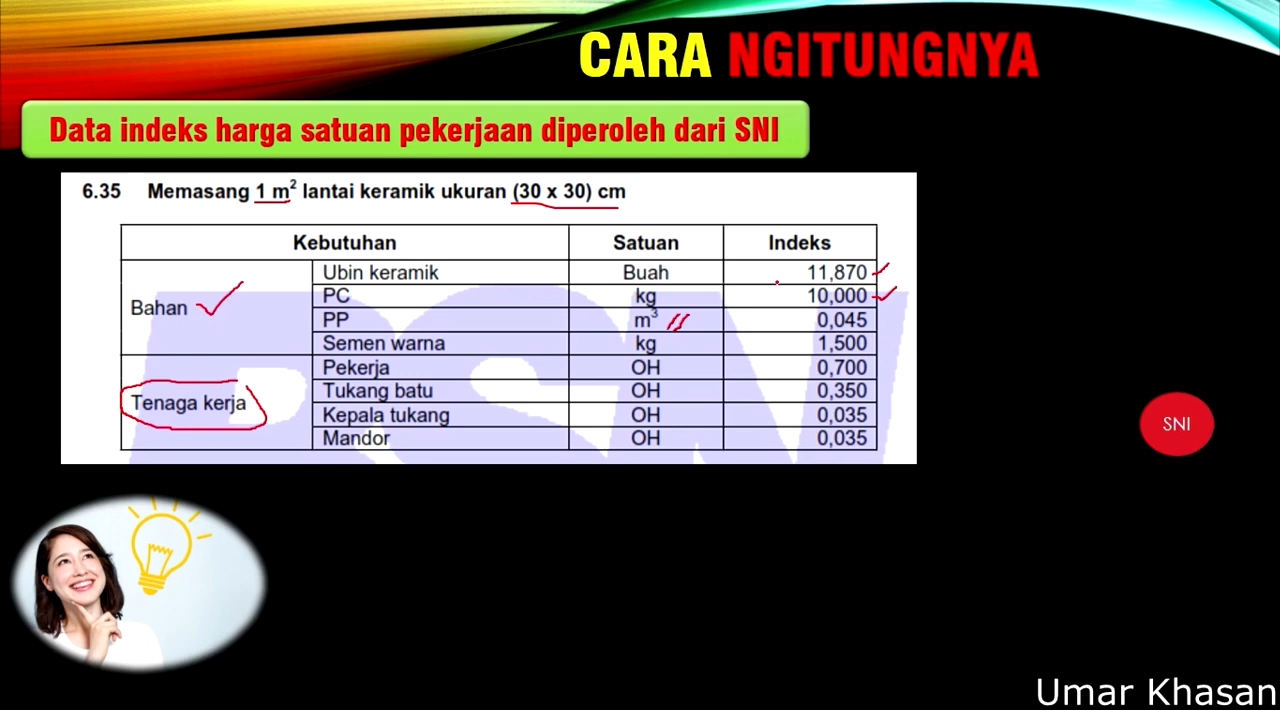 CARA NGITUNGNYA
Data indeks harga satuan pekerjaan diperoleh dari SNI
6.35 Memasang 1 m² lantai keramik ukuran (30 x 30) cm
Kebutuhan Satuan Indeks
Bahan
Ubin keramik Buah 11,870
PC kg 10,000
PP m³ 0,045
Semen warna kg 1,500
Tenaga kerja
Pekerja OH 0,700
Tukang batu OH 0,350
Kepala tukang OH 0,035
Mandor OH 0,035
BSN
SNI
Umar Khasan